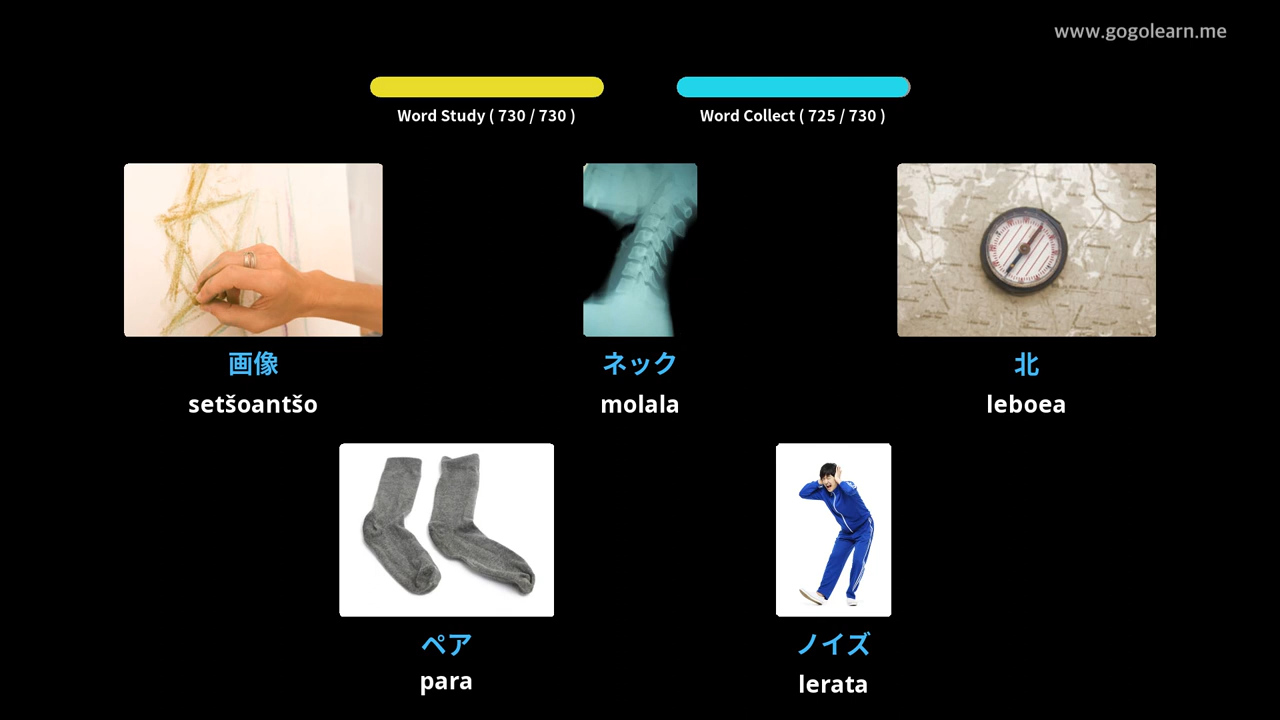 www.gogolearn.me
Word Study ( 730 / 730 )
Word Collect ( 725 / 730 )
画像
setšoantšo
ネック
molala
北
leboea
ペア
para
ノイズ
lerata